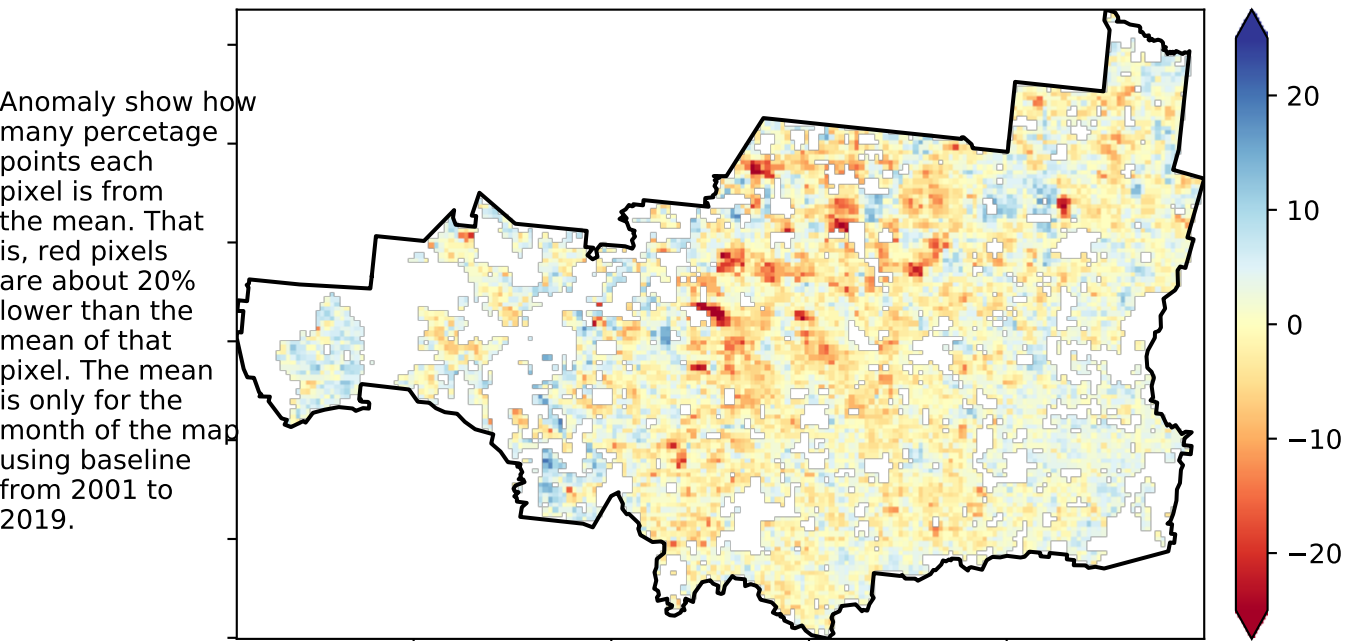 Anomaly show how
many percetage
points each
pixel is from
the mean. That
is, red pixels
are about 20%
lower than the
mean of that
pixel. The mean
is only for the
month of the map
using baseline
from 2001 to
2019.
20
10
0
−10
−20